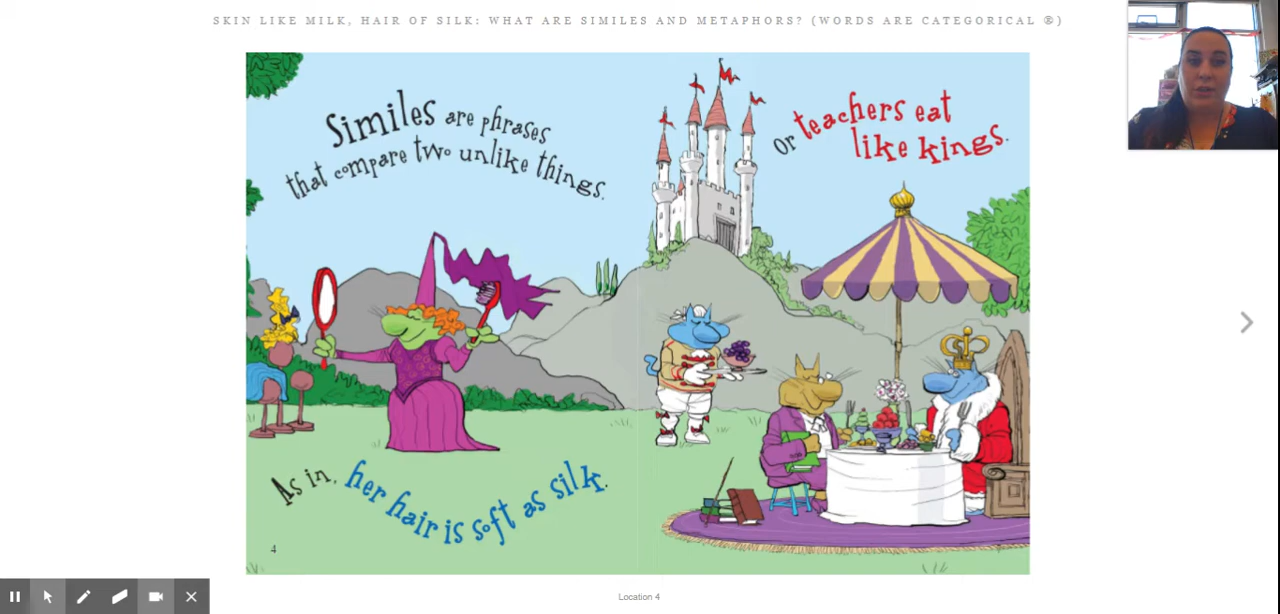 SKIN LIKE MILK, HAIR OF SILK: WHAT ARE SIMILES AND METAPHORS? (WORDS ARE CATEGORICAL ®)
Similes are phrases
that compare two unlike things.
As in, her hair is soft as silk.
4
Or teachers eat
like kings.
Location 4